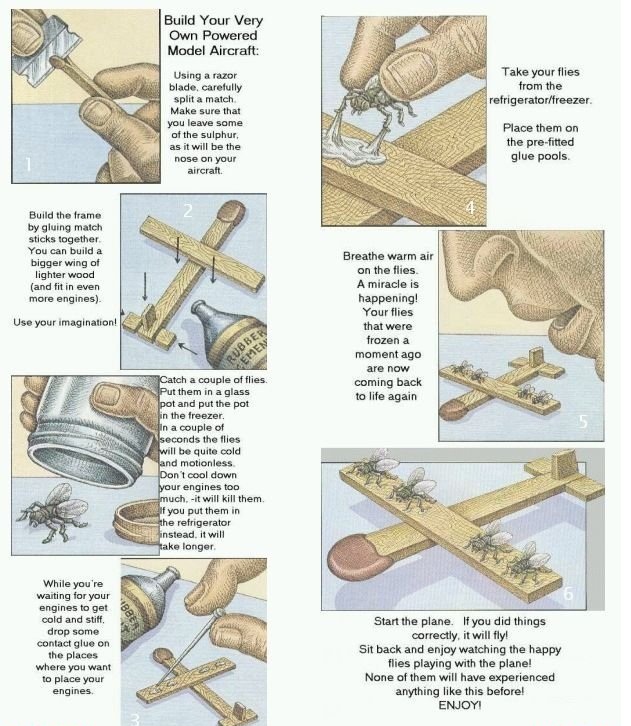 Build Your Very
Own Powered
Model Aircraft:
Using a razor
blade, carefully
split a match.
Make sure that
you leave some
of the sulphur,
as it will be the
nose on your
aircraft.
1
Build the frame
by gluing match
sticks together.
You can build a
bigger wing of
lighter wood
(and fit in even
more engines).
Use your imagination!
2
RUBBER
CEMEN
Catch a couple of flies.
Put them in a glass
pot and put the pot
in the freezer.
In a couple of
seconds the flies
will be quite cold
and motionless.
Don't cool down
your engines too
much, -it will kill them.
If you put them in
the refrigerator
instead, it will
take longer.
While you're
waiting for your
engines to get
cold and stiff,
drop some
contact glue on
the places
where you want
to place your
engines.
3
Take your flies
from the
refrigerator/freezer.
Place them on
the pre-fitted
glue pools.
4
Breathe warm air
on the flies.
A miracle is
happening!
Your flies
that were
frozen a
moment ago
are now
coming back
to life again
5
6
Start the plane. If you did things
correctly, it will fly!
Sit back and enjoy watching the happy
flies playing with the plane!
None of them will have experienced
anything like this before!
ENJOY!